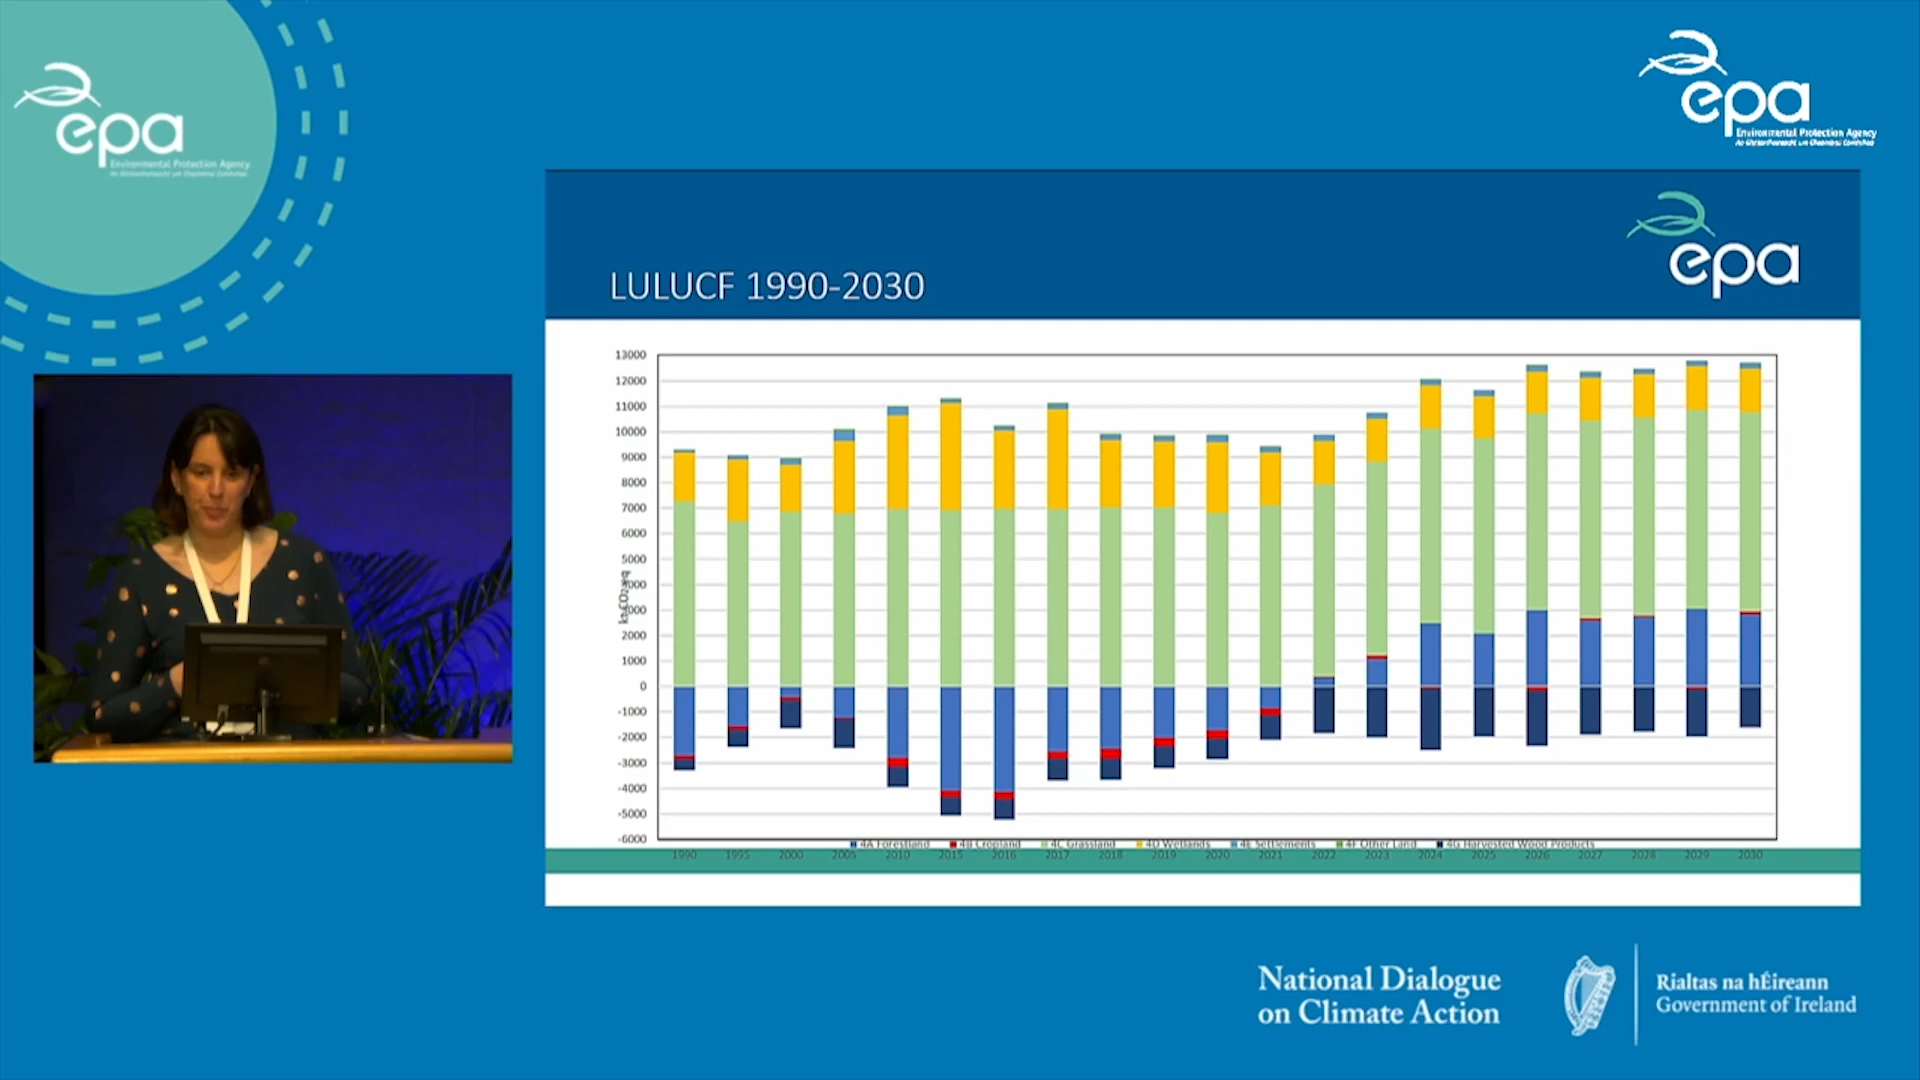 epa
Environmental Protection Agency
An Ghníomhaireacht um Chaomhnú Comhshaoil
epa
Environmental Protection Agency
An Ghníomhaireacht um Chaomhnú Comhshaoil
epa
LULUCF 1990-2030
13000
12000
11000
10000
9000
8000
7000
6000
5000
4000
3000
2000
1000
0
-1000
-2000
-3000
-4000
-5000
-6000
kt CO2 eq
4A Forestland 4B Cropland 4C Grassland 4D Wetlands 4E Settlements 4F Other Land 4G Harvested Wood Products
1990 1995 2000 2005 2010 2015 2016 2017 2018 2019 2020 2021 2022 2023 2024 2025 2026 2027 2028 2029 2030
National Dialogue
on Climate Action
Rialtas na hÉireann
Government of Ireland